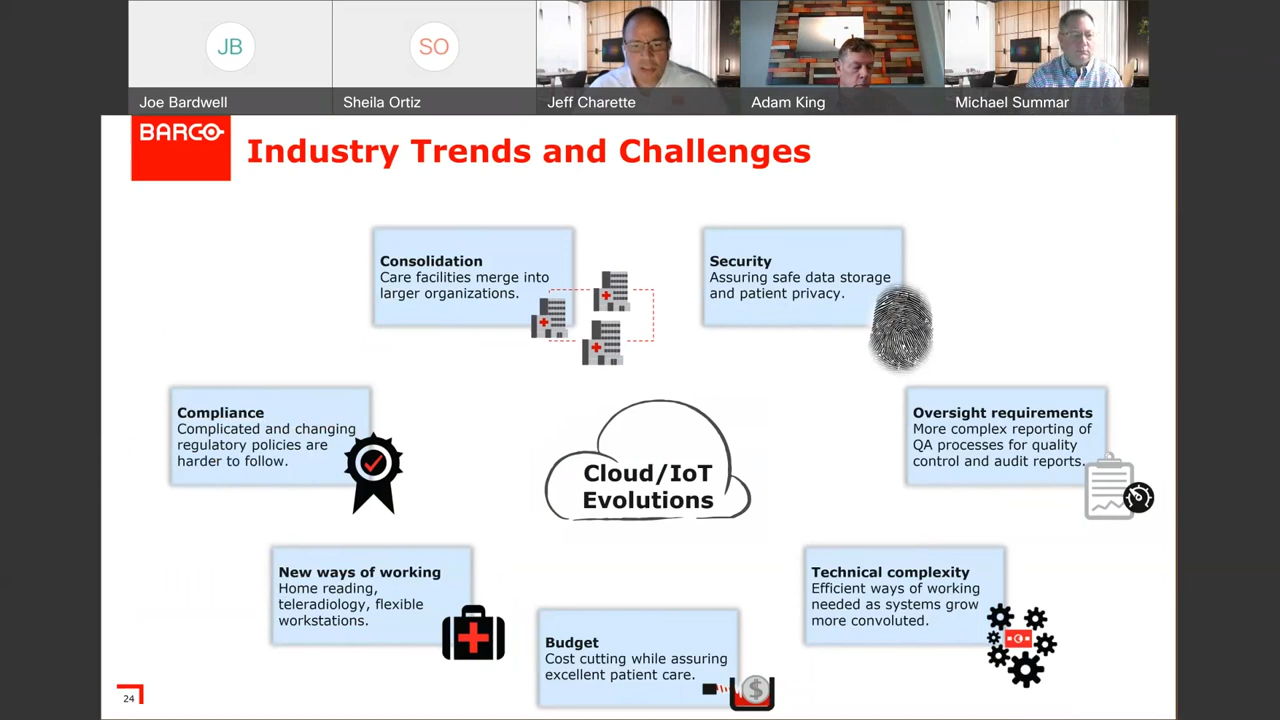 JB
SO
Joe Bardwell
Sheila Ortiz
Jeff Charette
Adam King
Michael Summar
BARCO
Industry Trends and Challenges
Consolidation
Care facilities merge into
larger organizations.
Security
Assuring safe data storage
and patient privacy.
Compliance
Complicated and changing
regulatory policies are
harder to follow.
Cloud/IoT
Evolutions
Oversight requirements
More complex reporting of
QA processes for quality
control and audit reports.
New ways of working
Home reading,
teleradiology, flexible
workstations.
Budget
Cost cutting while assuring
excellent patient care.
$
Technical complexity
Efficient ways of working
needed as systems grow
more convoluted.
24